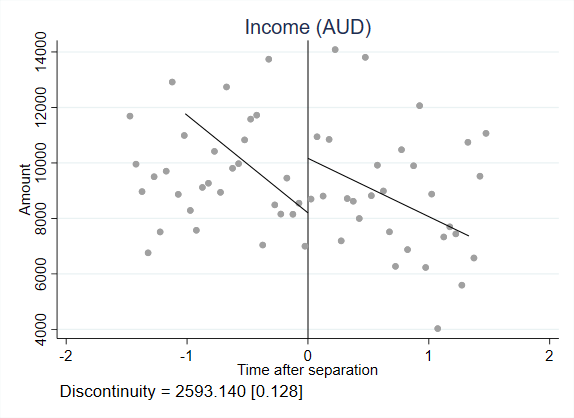 Income (AUD)
Amount
14000
12000
10000
8000
6000
4000
-2 -1 0 1 2
Time after separation
Discontinuity = 2593.140 [0.128]